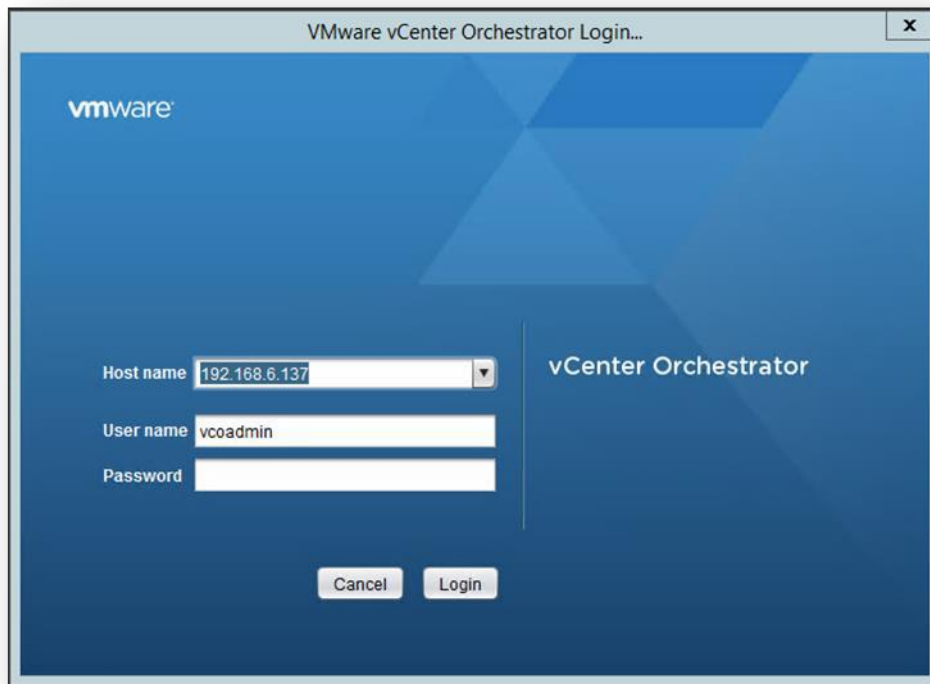 VMware vCenter Orchestrator Login...
x
vmware
Host name 192.168.6.137
vCenter Orchestrator
User name vcoadmin
Password
Cancel Login